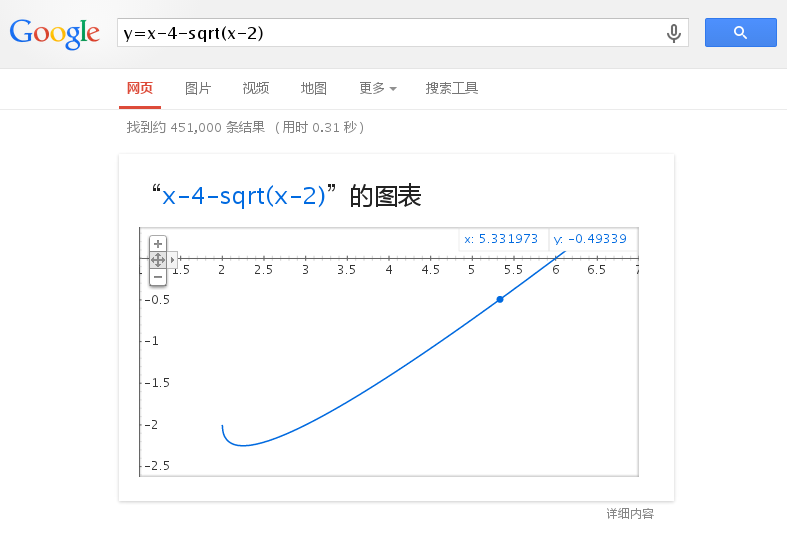 Google y=x-4-sqrt(x-2)
网页 图片 视频 地图 更多 搜索工具
找到约 451,000 条结果 （用时 0.31 秒）
“x-4-sqrt(x-2)”的图表
x: 5.331973 y: -0.49339
1.5 2 2.5 3 3.5 4 4.5 5 5.5 6 6.5 7
-0.5
-1
-1.5
-2
-2.5
详细内容